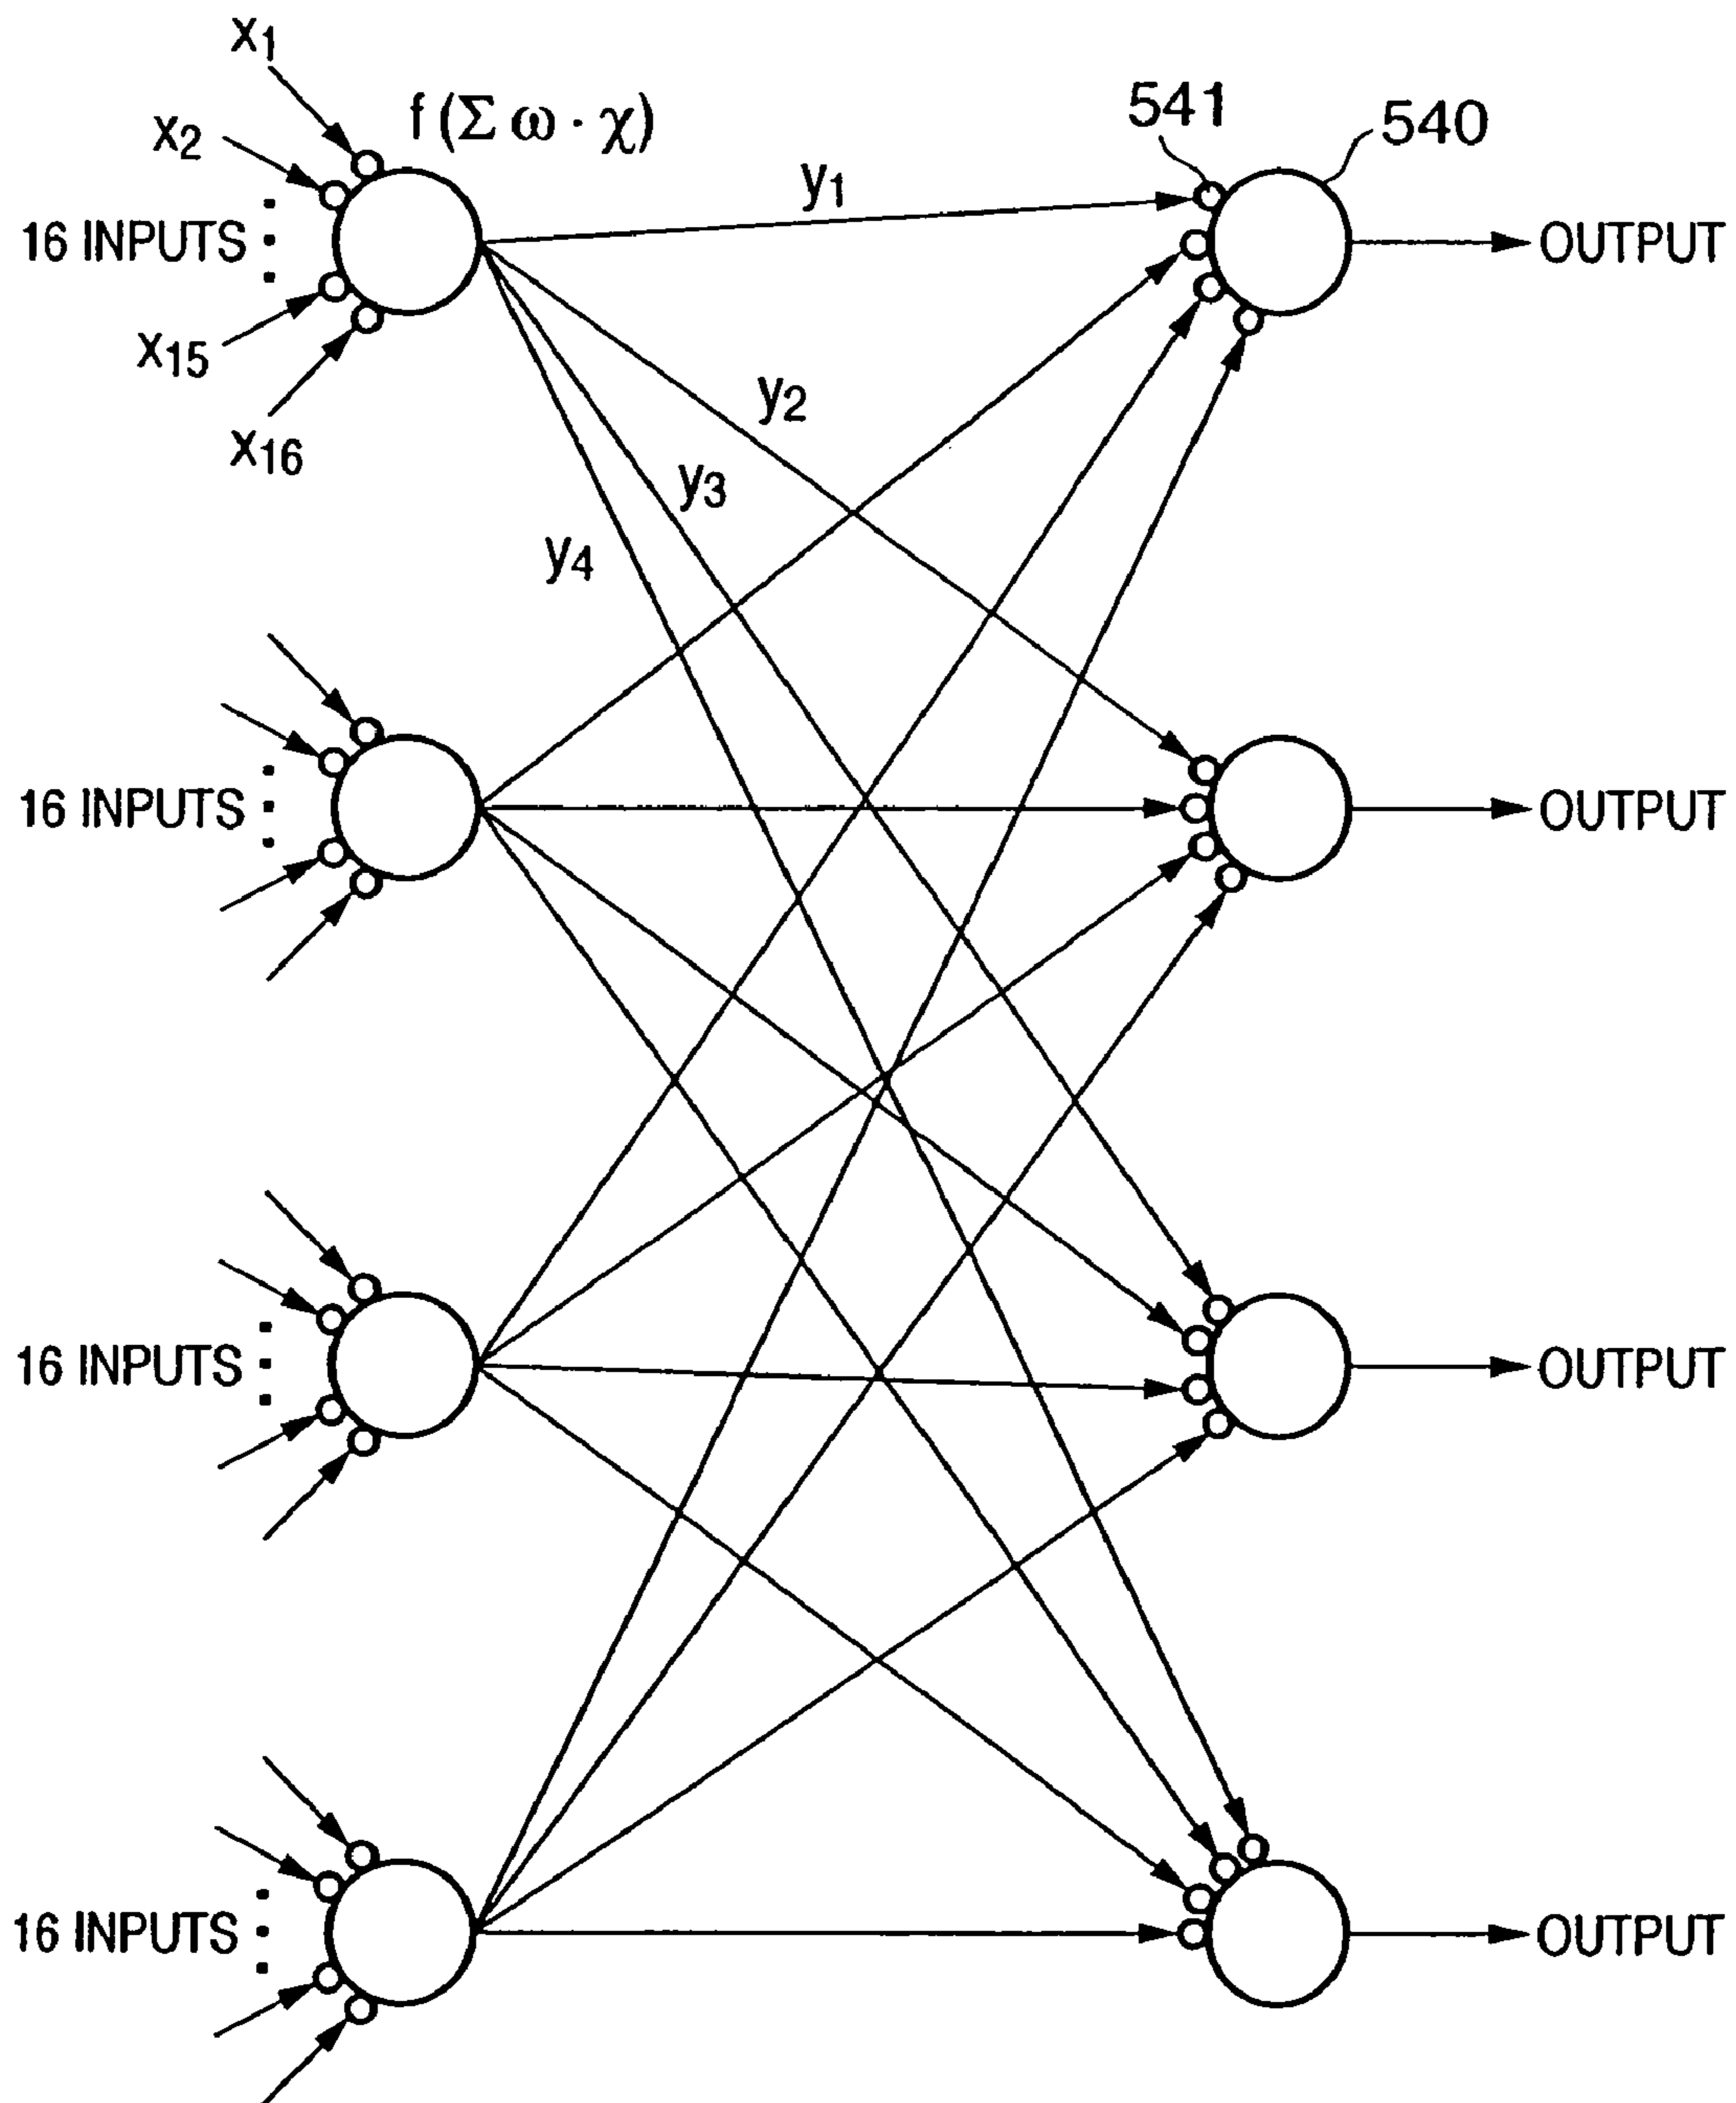 x1
x2
f(Σ ω · χ)
541
540
y1
16 INPUTS
OUTPUT
x15
x16
y2
y3
y4
16 INPUTS
OUTPUT
16 INPUTS
OUTPUT
16 INPUTS
OUTPUT